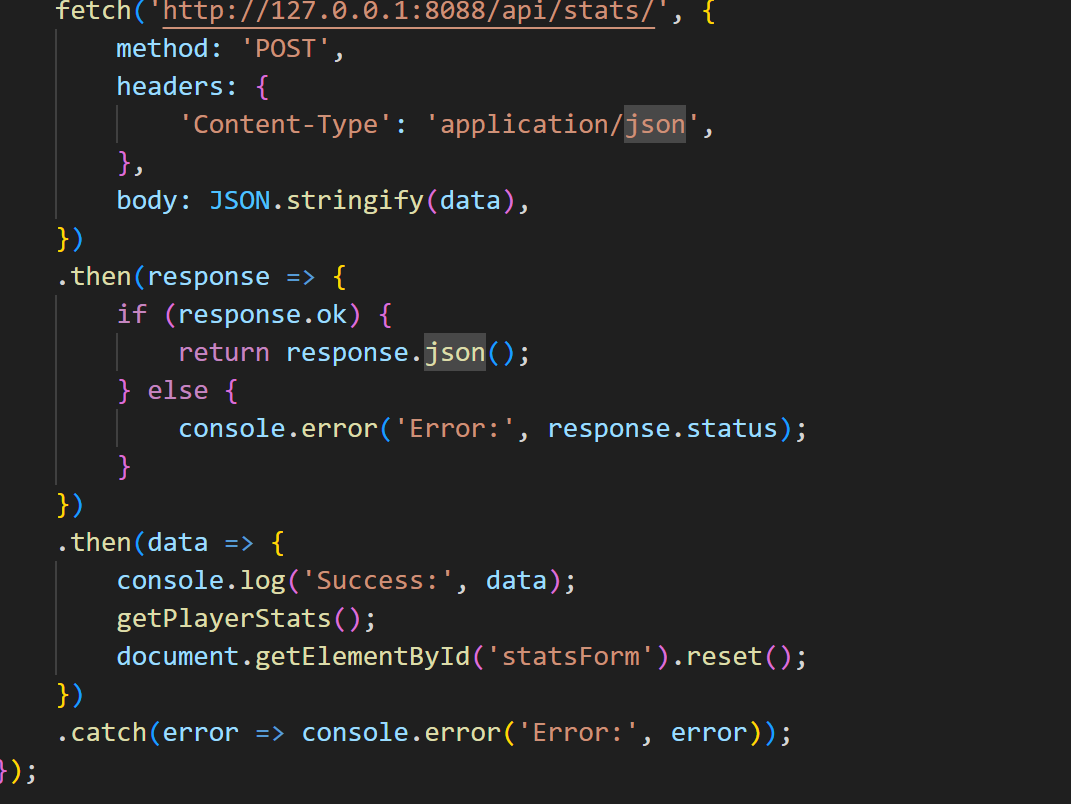 fetch('http://127.0.0.1:8088/api/stats/', {
method: 'POST',
headers: {
'Content-Type': 'application/json',
},
body: JSON.stringify(data),
})
.then(response => {
if (response.ok) {
return response.json();
} else {
console.error('Error:', response.status);
}
})
.then(data => {
console.log('Success:', data);
getPlayerStats();
document.getElementById('statsForm').reset();
})
.catch(error => console.error('Error:', error));
});